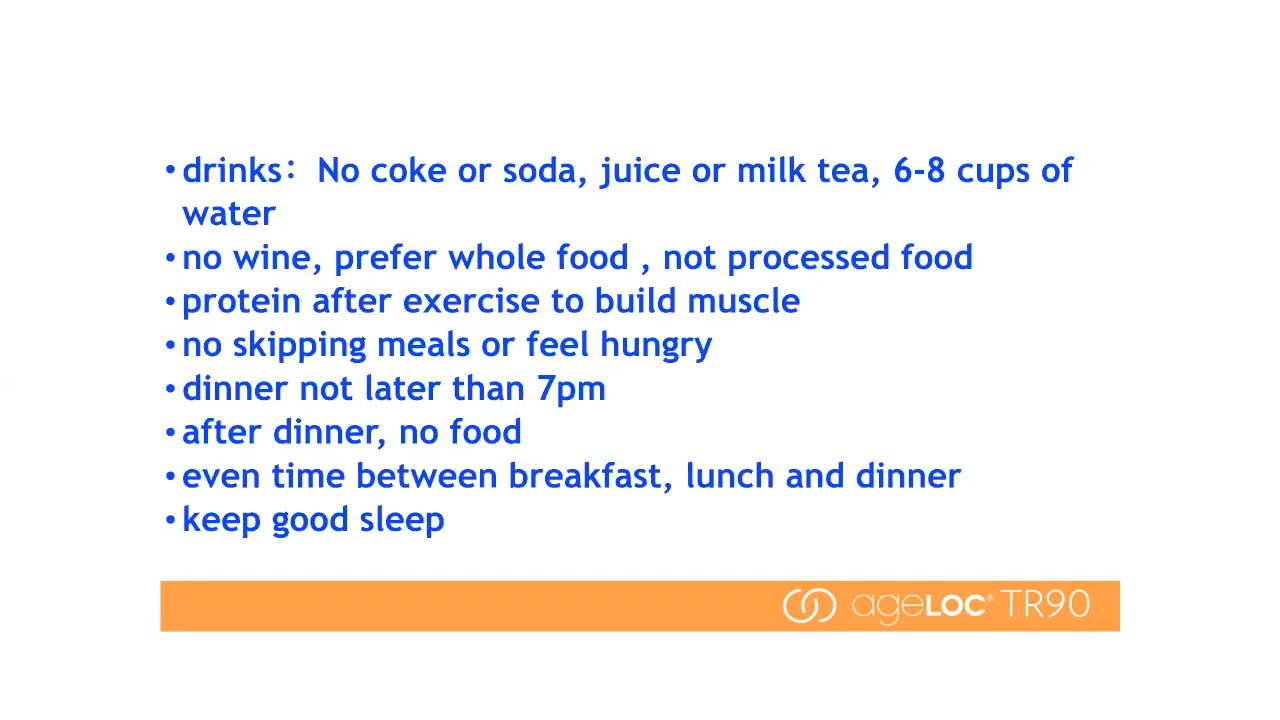 • drinks： No coke or soda, juice or milk tea, 6-8 cups of
water
• no wine, prefer whole food , not processed food
• protein after exercise to build muscle
• no skipping meals or feel hungry
• dinner not later than 7pm
• after dinner, no food
• even time between breakfast, lunch and dinner
• keep good sleep
ageLOC® TR90